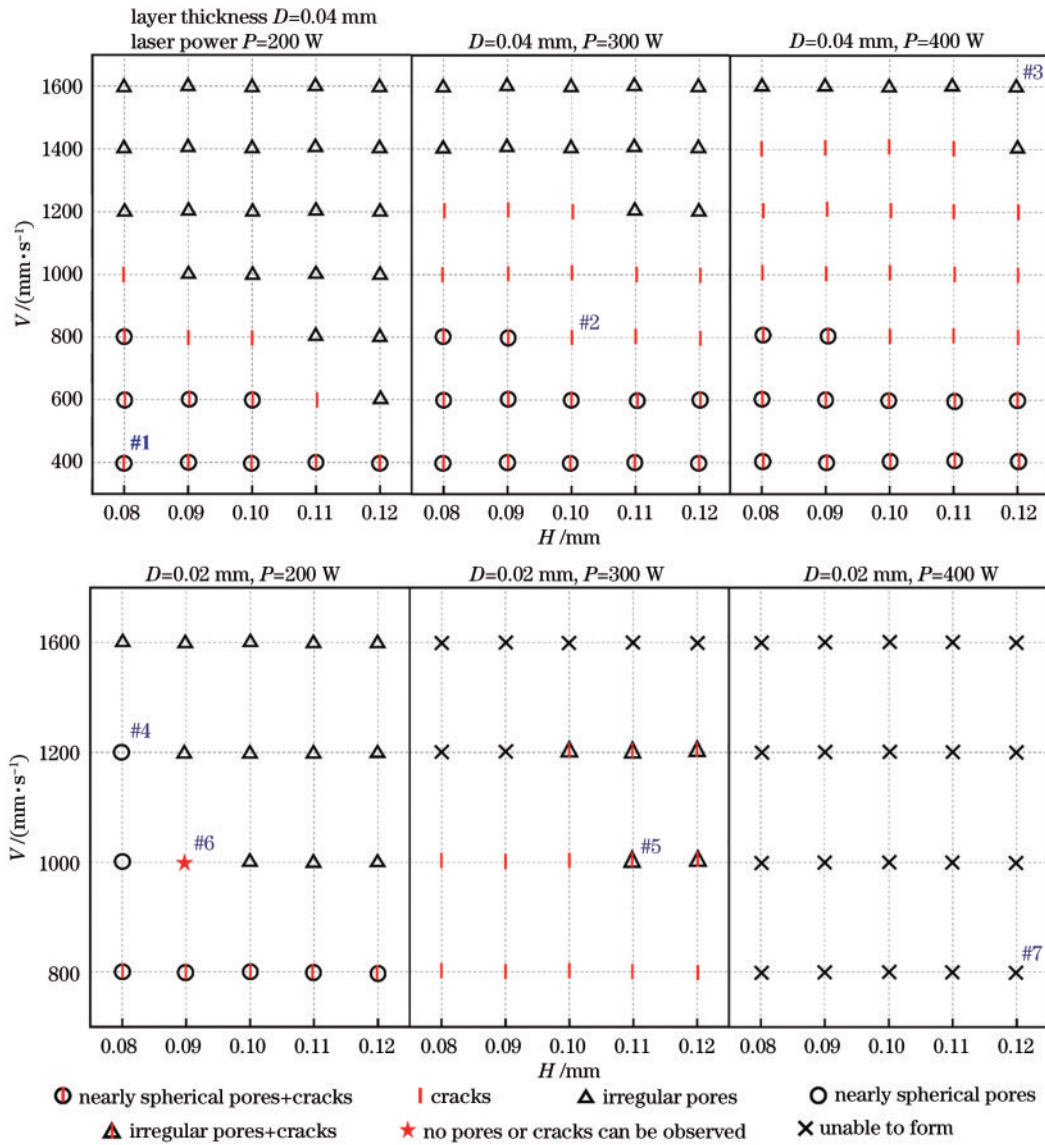 layer thickness D=0.04 mm
laser power P=200 W
D=0.04 mm, P=300 W
D=0.04 mm, P=400 W
V/(mm·s⁻¹)
1600
1400
1200
1000
800
600
400
#1
#2
#3
0.08 0.09 0.10 0.11 0.12 0.08 0.09 0.10 0.11 0.12 0.08 0.09 0.10 0.11 0.12
H/mm
D=0.02 mm, P=200 W
D=0.02 mm, P=300 W
D=0.02 mm, P=400 W
V/(mm·s⁻¹)
1600
1200
1000
800
#4
#6
#5
#7
0.08 0.09 0.10 0.11 0.12 0.08 0.09 0.10 0.11 0.12 0.08 0.09 0.10 0.11 0.12
H/mm
nearly spherical pores+cracks
cracks
irregular pores
nearly spherical pores
irregular pores+cracks
no pores or cracks can be observed
unable to form